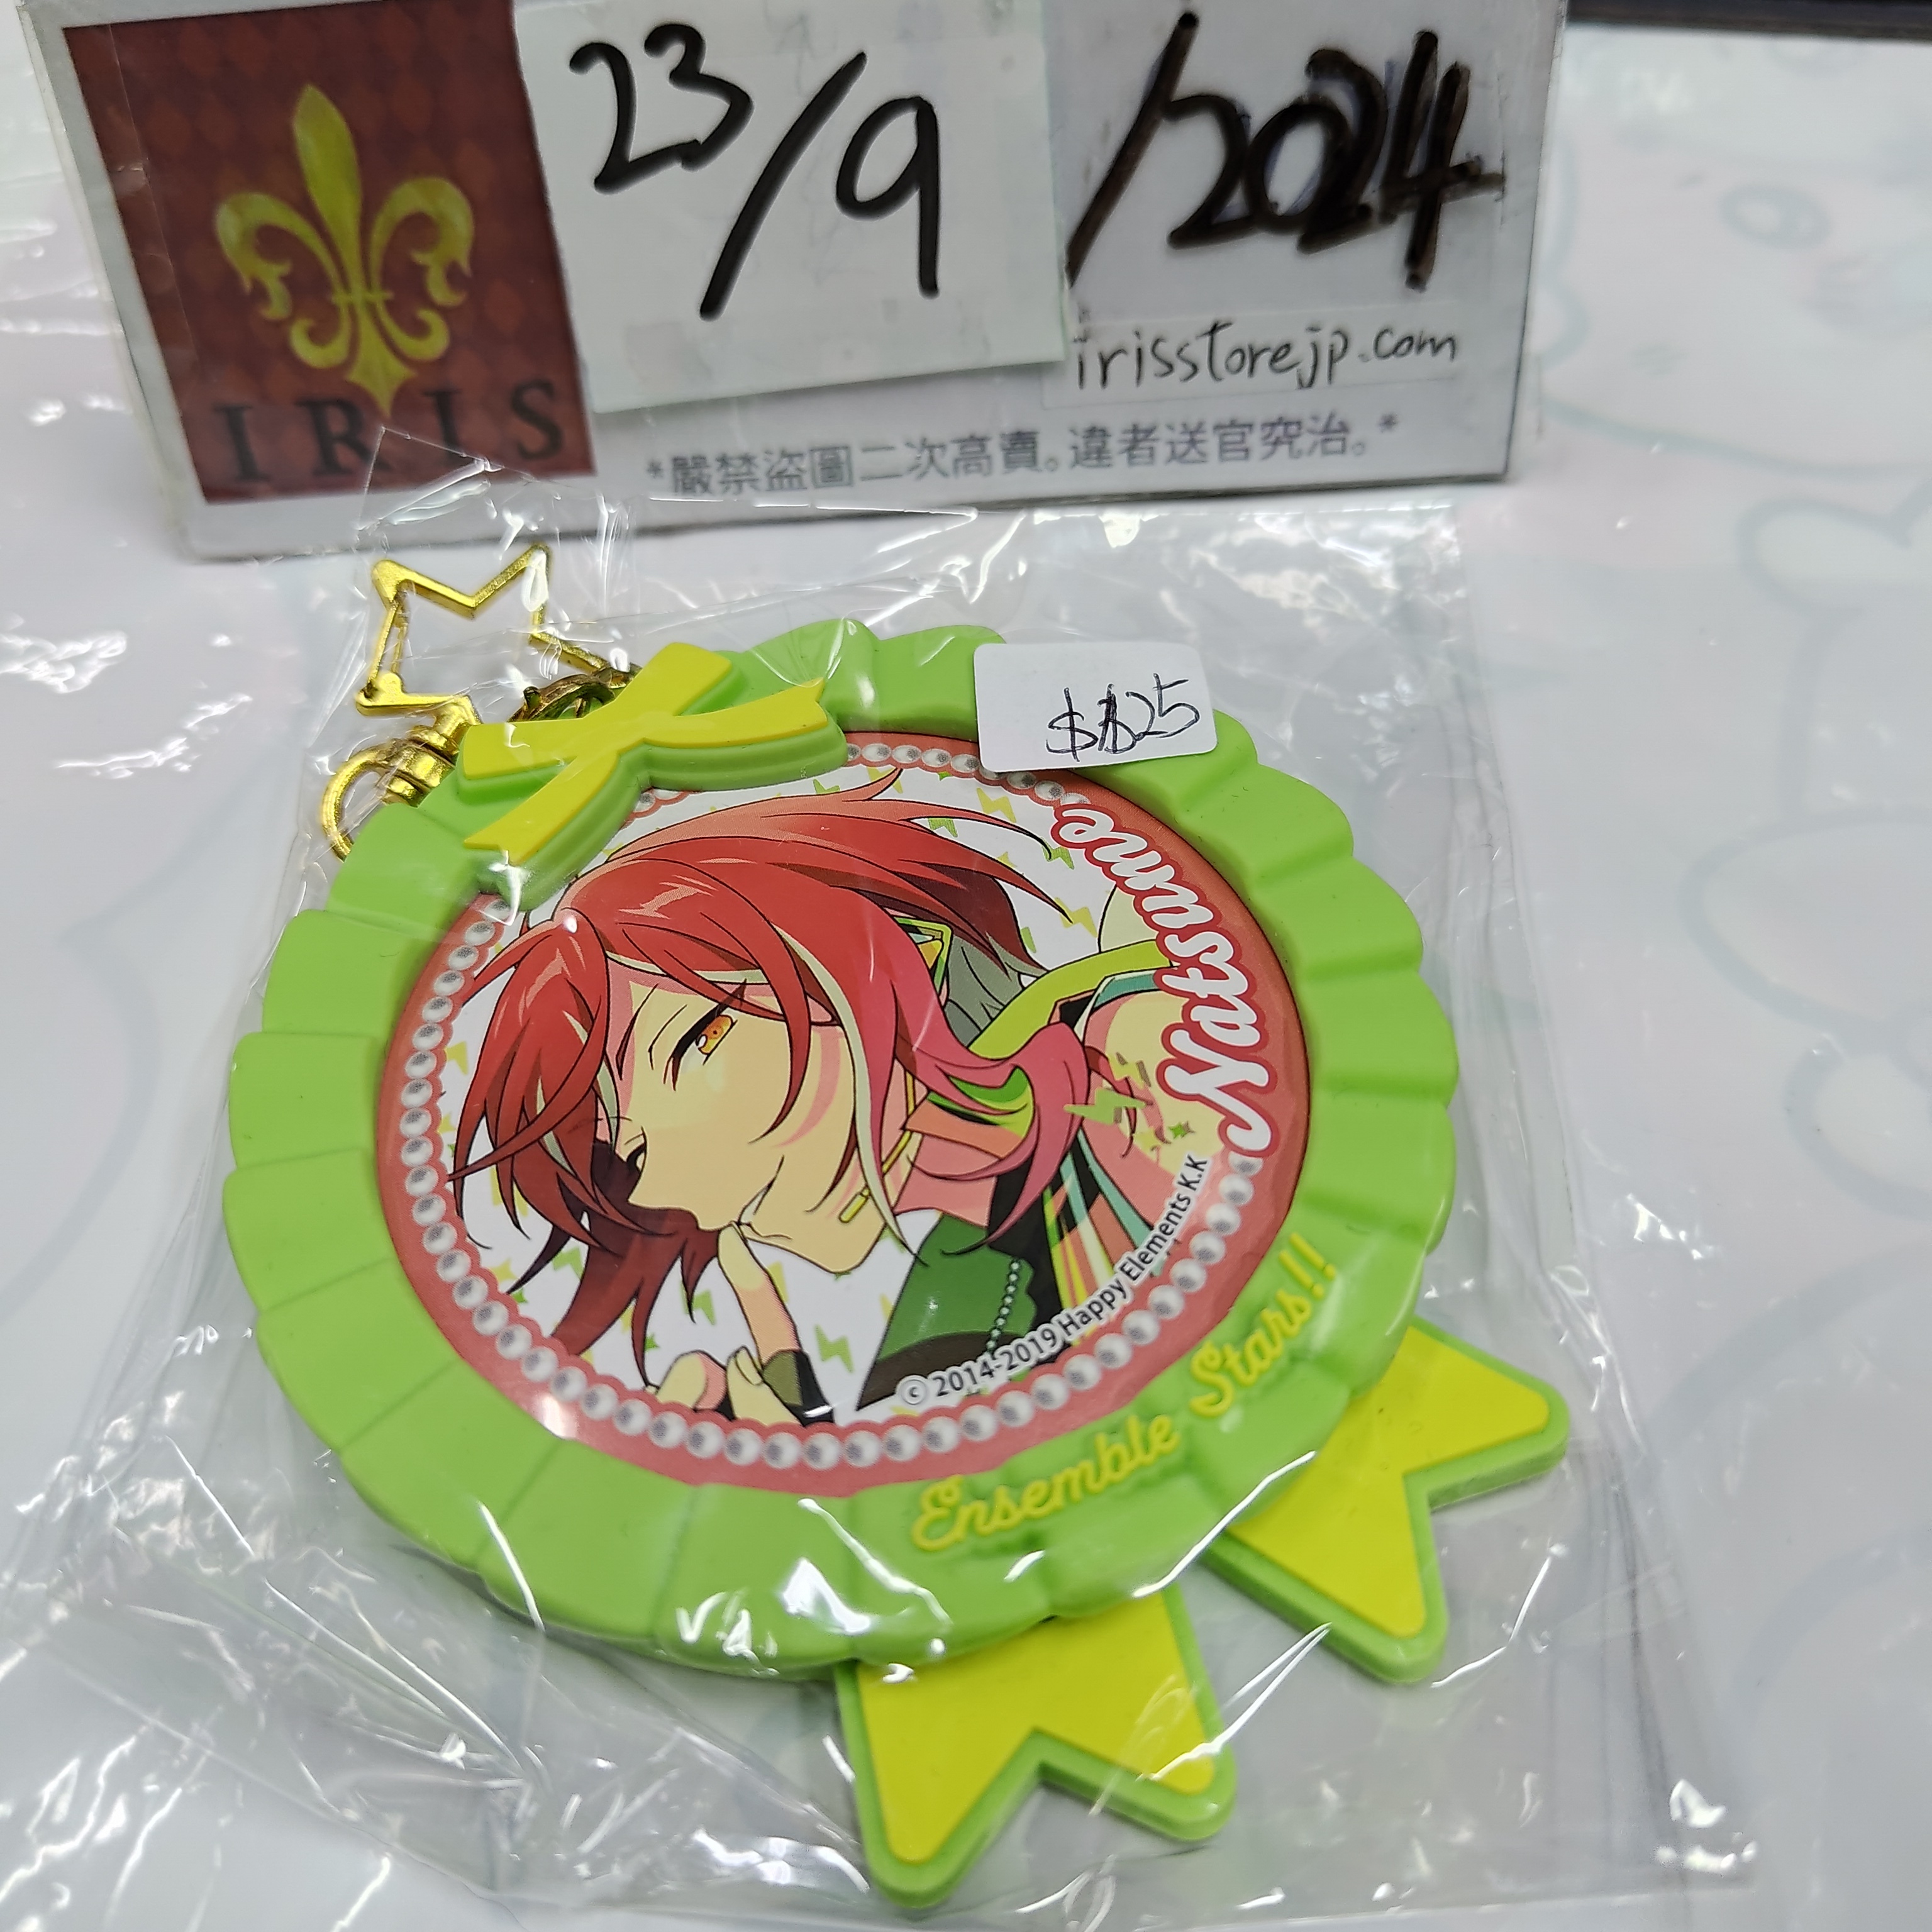 23/9/2024
IRIS
irisstorejp.com
*嚴禁盜圖二次高賣。違者送官究治。*
Natsume
© 2014-2019 Happy Elements K.K
Ensemble Stars!!